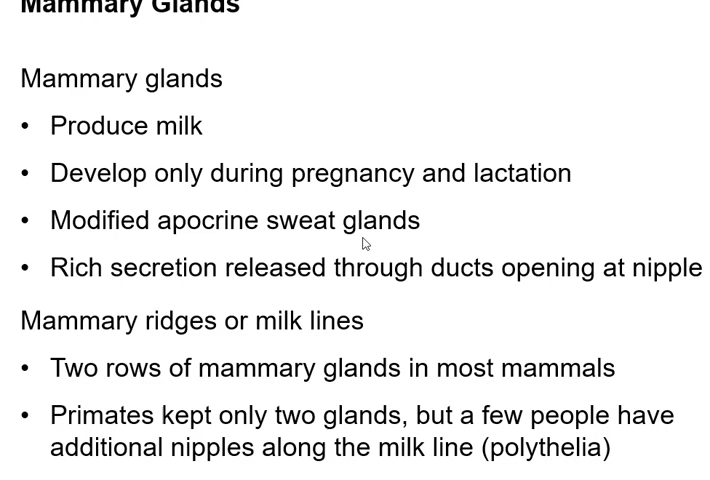 Mammary Glands
Mammary glands
• Produce milk
• Develop only during pregnancy and lactation
• Modified apocrine sweat glands
• Rich secretion released through ducts opening at nipple
Mammary ridges or milk lines
• Two rows of mammary glands in most mammals
• Primates kept only two glands, but a few people have
additional nipples along the milk line (polythelia)